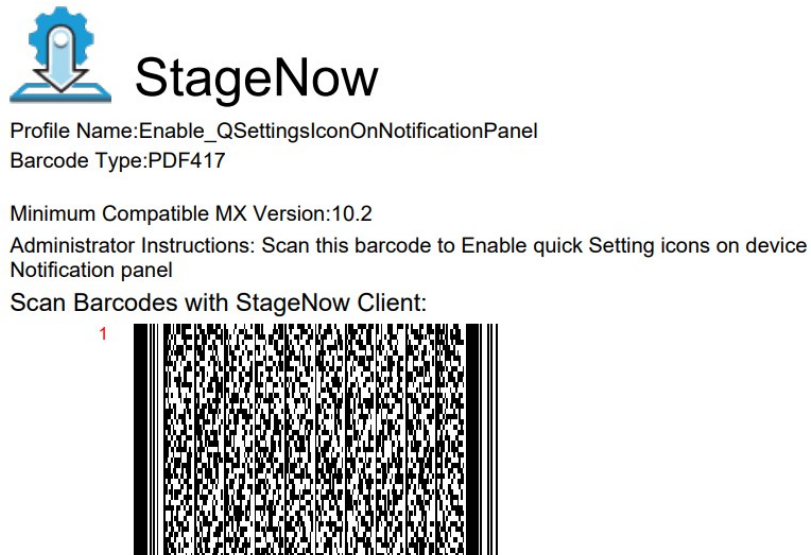 StageNow
Profile Name:Enable_QSettingsIconOnNotificationPanel
Barcode Type:PDF417
Minimum Compatible MX Version:10.2
Administrator Instructions: Scan this barcode to Enable quick Setting icons on device
Notification panel
Scan Barcodes with StageNow Client:
1